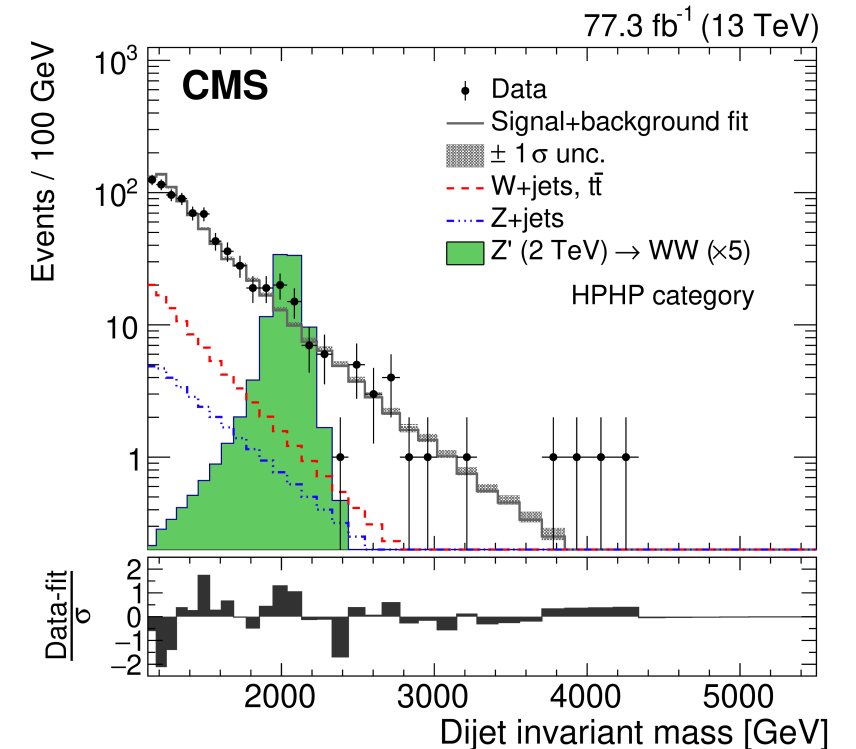 77.3 fb⁻¹ (13 TeV)
Events / 100 GeV
10³
10²
10
1
CMS
Data
Signal+background fit
± 1σ unc.
W+jets, tt̄
Z+jets
Z' (2 TeV) → WW (×5)
HPHP category
Data-fit
σ
2
1
0
−1
−2
2000 3000 4000 5000
Dijet invariant mass [GeV]